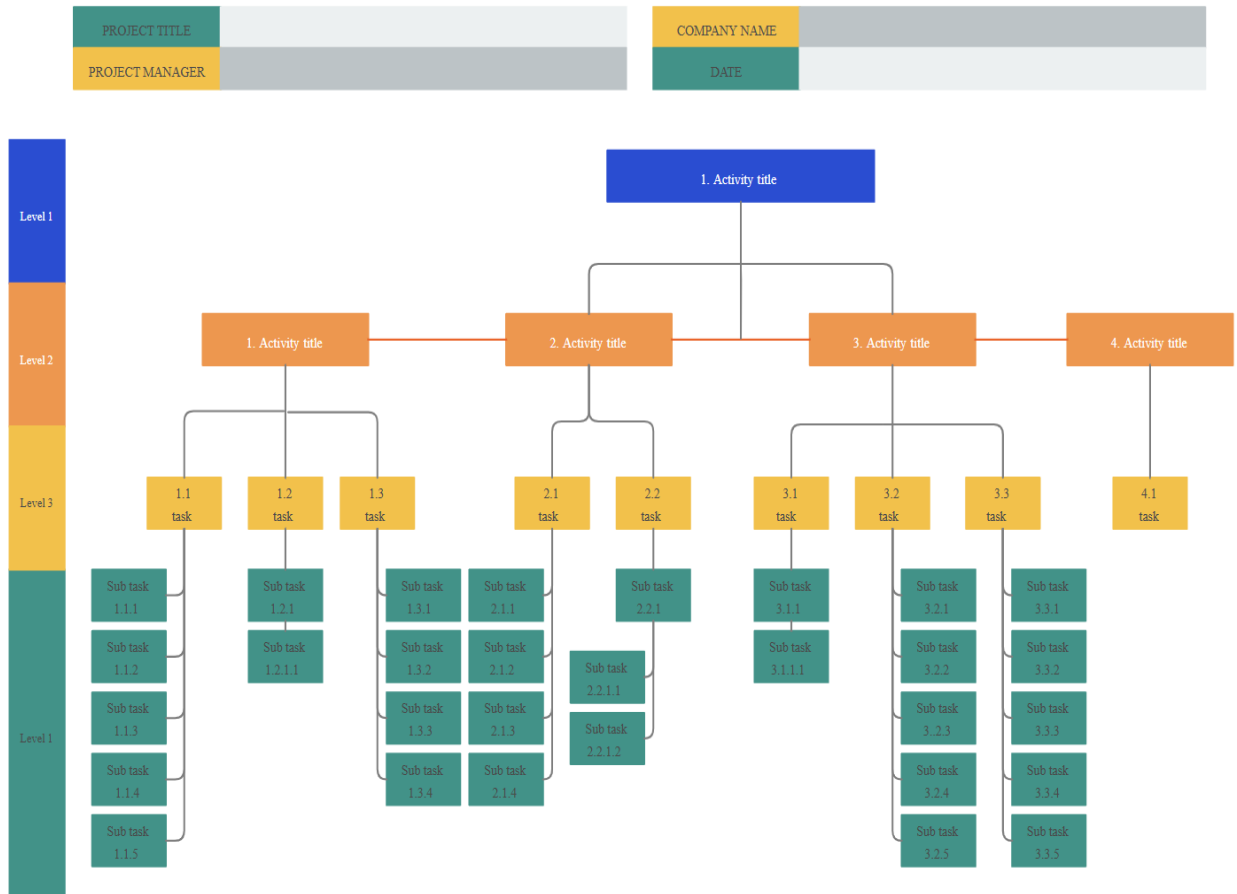 PROJECT TITLE
COMPANY NAME
PROJECT MANAGER
DATE
Level 1
1. Activity title
Level 2
1. Activity title
2. Activity title
3. Activity title
4. Activity title
Level 3
1.1
task
1.2
task
1.3
task
2.1
task
2.2
task
3.1
task
3.2
task
3.3
task
4.1
task
Level 1
Sub task
1.1.1
Sub task
1.1.2
Sub task
1.1.3
Sub task
1.1.4
Sub task
1.1.5
Sub task
1.2.1
Sub task
1.2.1.1
Sub task
1.3.1
Sub task
1.3.2
Sub task
1.3.3
Sub task
1.3.4
Sub task
2.1.1
Sub task
2.1.2
Sub task
2.1.3
Sub task
2.1.4
Sub task
2.2.1
Sub task
2.2.1.1
Sub task
2.2.1.2
Sub task
3.1.1
Sub task
3.1.1.1
Sub task
3.2.1
Sub task
3.2.2
Sub task
3..2.3
Sub task
3.2.4
Sub task
3.2.5
Sub task
3.3.1
Sub task
3.3.2
Sub task
3.3.3
Sub task
3.3.4
Sub task
3.3.5